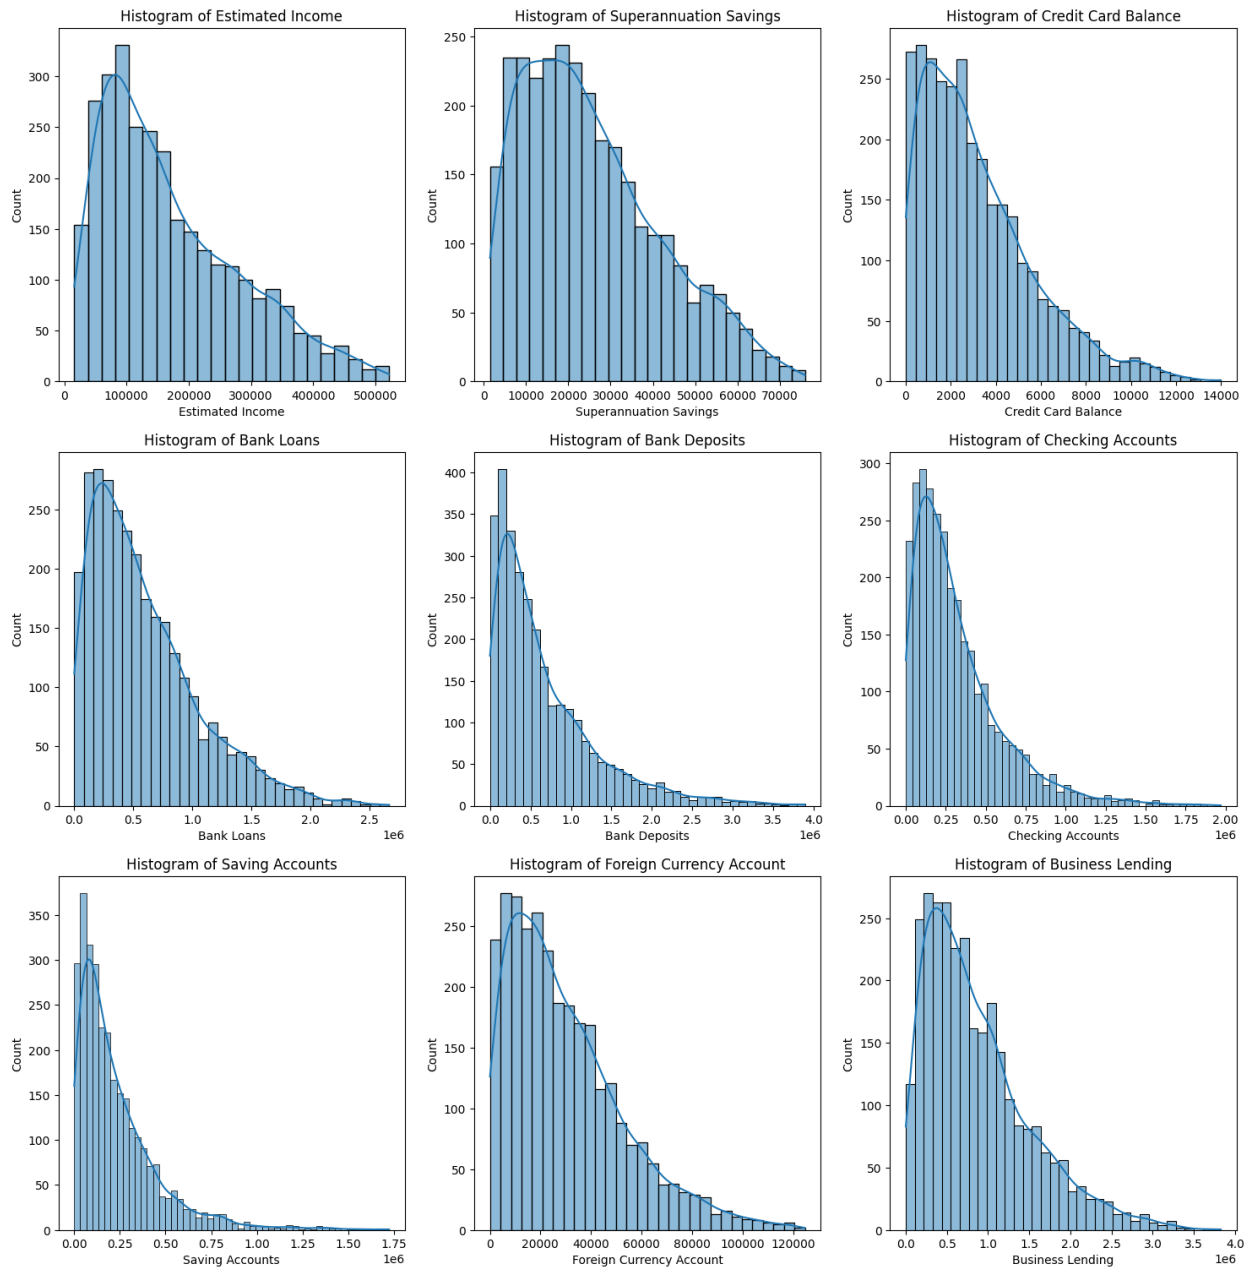 Histogram of Estimated Income
Count
300
250
200
150
100
50
0
0 100000 200000 300000 400000 500000
Estimated Income
Histogram of Superannuation Savings
Count
250
200
150
100
50
0
0 10000 20000 30000 40000 50000 60000 70000
Superannuation Savings
Histogram of Credit Card Balance
Count
250
200
150
100
50
0
0 2000 4000 6000 8000 10000 12000 14000
Credit Card Balance
Histogram of Bank Loans
Count
250
200
150
100
50
0
0.0 0.5 1.0 1.5 2.0 2.5
1e6
Bank Loans
Histogram of Bank Deposits
Count
400
350
300
250
200
150
100
50
0
0.0 0.5 1.0 1.5 2.0 2.5 3.0 3.5 4.0
1e6
Bank Deposits
Histogram of Checking Accounts
Count
300
250
200
150
100
50
0
0.00 0.25 0.50 0.75 1.00 1.25 1.50 1.75 2.00
1e6
Checking Accounts
Histogram of Saving Accounts
Count
350
300
250
200
150
100
50
0
0.00 0.25 0.50 0.75 1.00 1.25 1.50 1.75
1e6
Saving Accounts
Histogram of Foreign Currency Account
Count
250
200
150
100
50
0
0 20000 40000 60000 80000 100000 120000
Foreign Currency Account
Histogram of Business Lending
Count
250
200
150
100
50
0
0.0 0.5 1.0 1.5 2.0 2.5 3.0 3.5 4.0
1e6
Business Lending